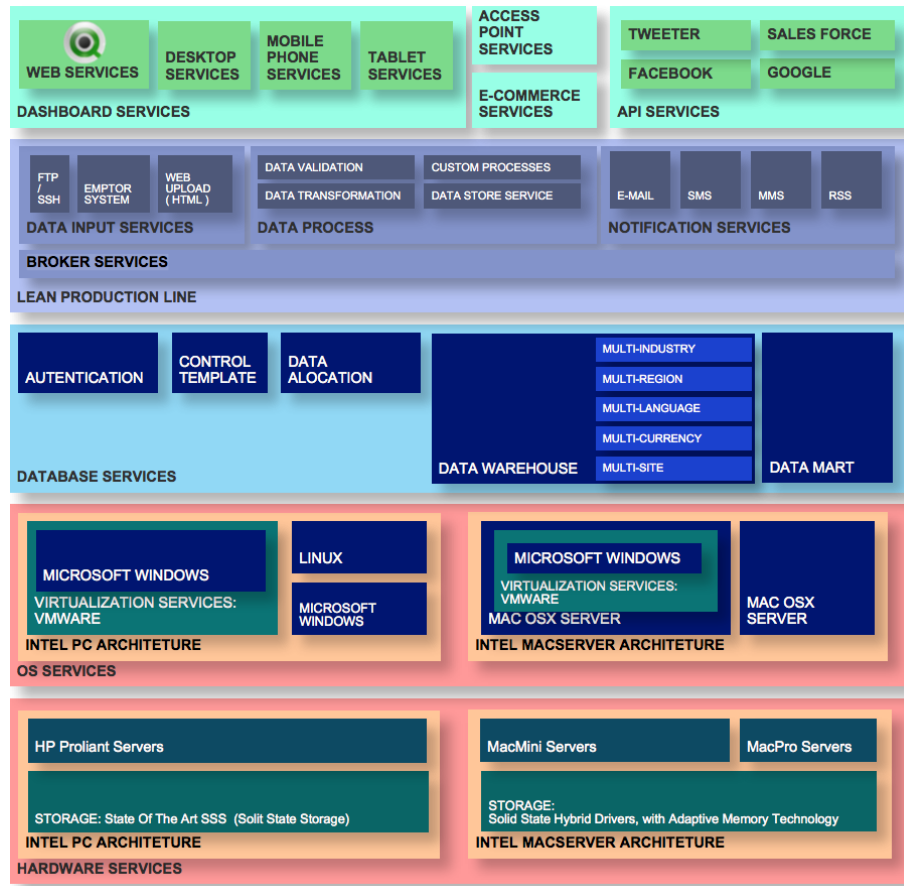 WEB SERVICES
DESKTOP
SERVICES
MOBILE
PHONE
SERVICES
TABLET
SERVICES
DASHBOARD SERVICES
ACCESS
POINT
SERVICES
E-COMMERCE
SERVICES
TWEETER
SALES FORCE
FACEBOOK
GOOGLE
API SERVICES
FTP
/
SSH
EMPTOR
SYSTEM
WEB
UPLOAD
( HTML )
DATA INPUT SERVICES
DATA VALIDATION
CUSTOM PROCESSES
DATA TRANSFORMATION
DATA STORE SERVICE
DATA PROCESS
E-MAIL
SMS
MMS
RSS
NOTIFICATION SERVICES
BROKER SERVICES
LEAN PRODUCTION LINE
AUTENTICATION
CONTROL
TEMPLATE
DATA
ALOCATION
DATA WAREHOUSE
MULTI-INDUSTRY
MULTI-REGION
MULTI-LANGUAGE
MULTI-CURRENCY
MULTI-SITE
DATA MART
DATABASE SERVICES
MICROSOFT WINDOWS
VIRTUALIZATION SERVICES:
VMWARE
LINUX
MICROSOFT
WINDOWS
INTEL PC ARCHITETURE
MICROSOFT WINDOWS
VIRTUALIZATION SERVICES:
VMWARE
MAC OSX SERVER
MAC OSX
SERVER
INTEL MACSERVER ARCHITETURE
OS SERVICES
HP Proliant Servers
STORAGE: State Of The Art SSS (Solit State Storage)
INTEL PC ARCHITETURE
MacMini Servers
MacPro Servers
STORAGE:
Solid State Hybrid Drivers, with Adaptive Memory Technology
INTEL MACSERVER ARCHITETURE
HARDWARE SERVICES